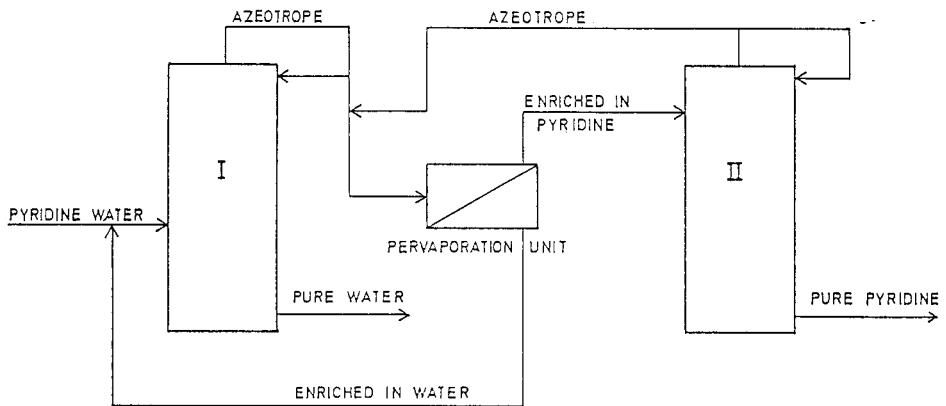 AZEOTROPE
AZEOTROPE
ENRICHED IN
PYRIDINE
I
II
PYRIDINE WATER
PERVAPORATION UNIT
PURE WATER
PURE PYRIDINE
ENRICHED IN WATER